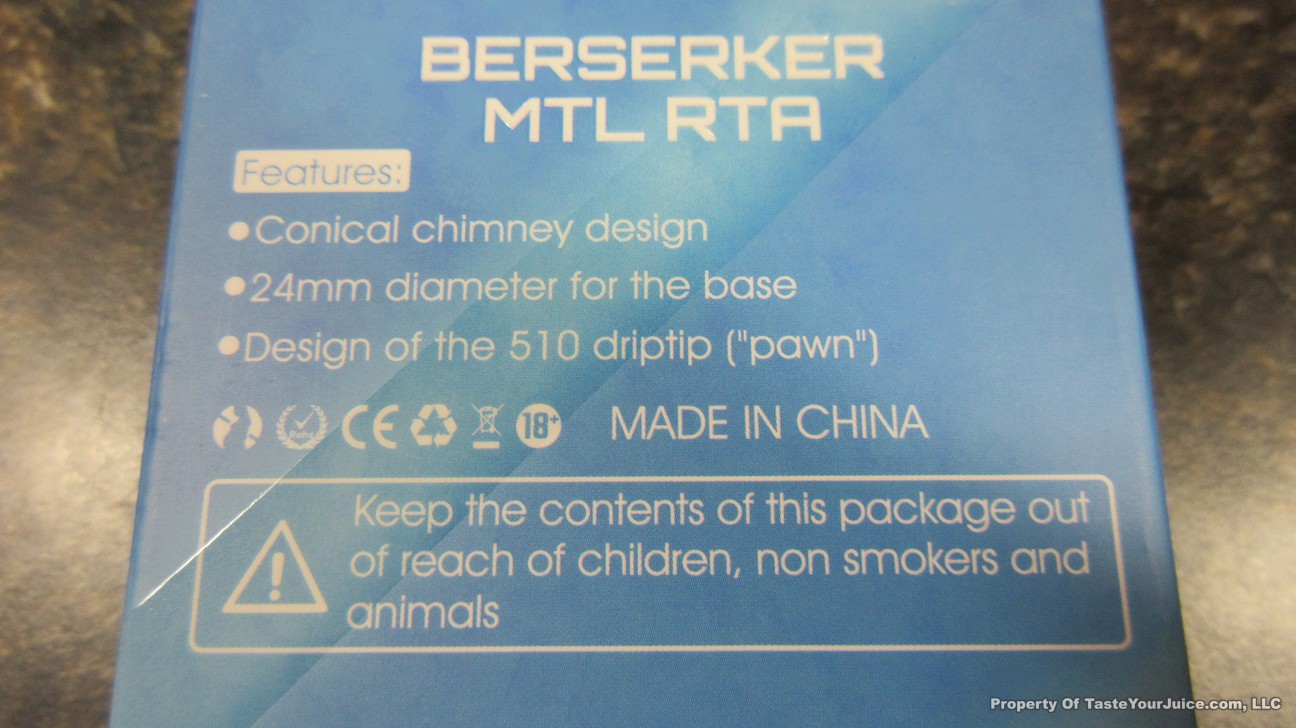 BERSERKER
MTL RTA
Features:
●Conical chimney design
●24mm diameter for the base
●Design of the 510 driptip ("pawn")
RoHS CE 18+ MADE IN CHINA
Keep the contents of this package out
of reach of children, non smokers and
animals
Property Of TasteYourJuice.com, LLC